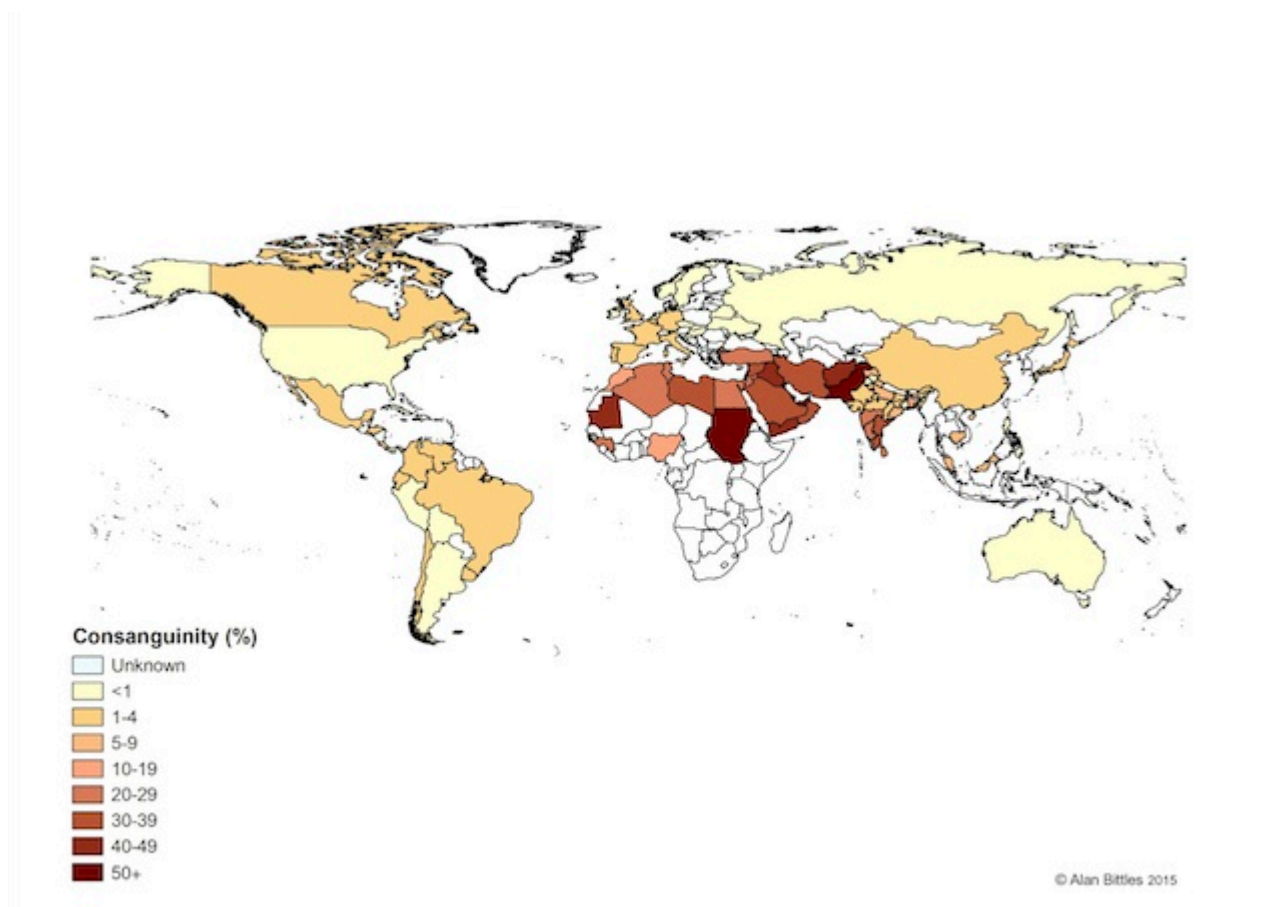 Consanguinity (%)
Unknown
<1
1-4
5-9
10-19
20-29
30-39
40-49
50+
© Alan Bittles 2015